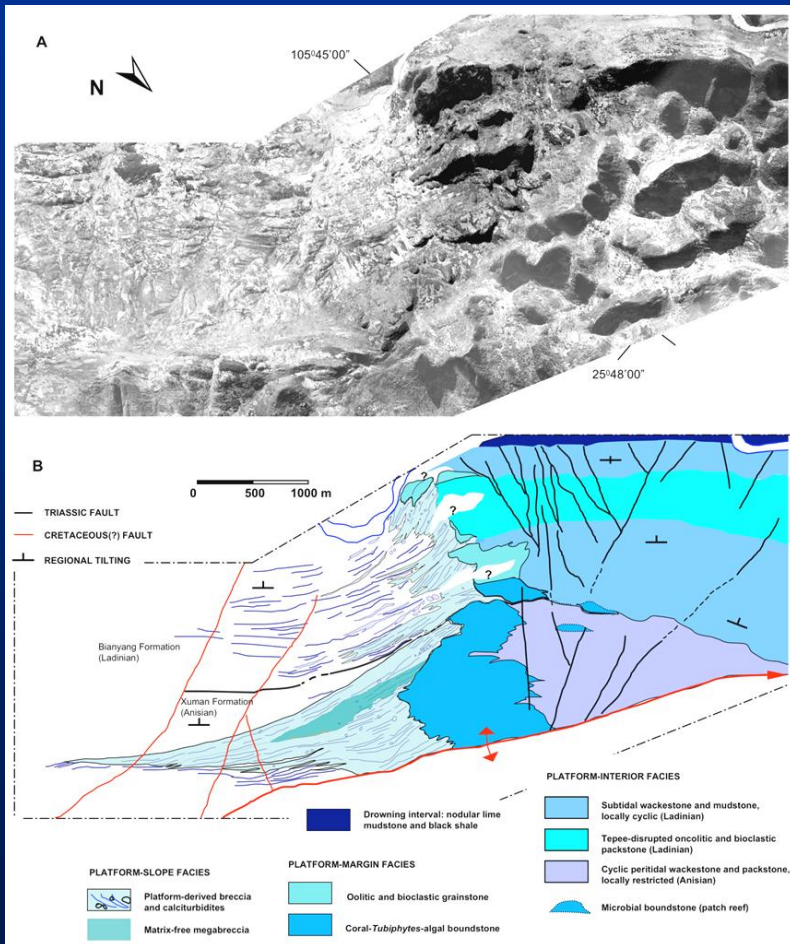 A
105°45'00"
N
25°48'00"
B
0 500 1000 m
TRIASSIC FAULT
CRETACEOUS(?) FAULT
REGIONAL TILTING
?
?
?
Bianyang Formation
(Ladinian)
Xuman Formation
(Anisian)
Drowning interval: nodular lime
mudstone and black shale
PLATFORM-SLOPE FACIES
Platform-derived breccia
and calciturbidites
Matrix-free megabreccia
PLATFORM-MARGIN FACIES
Oolitic and bioclastic grainstone
Coral-Tubiphytes-algal boundstone
PLATFORM-INTERIOR FACIES
Subtidal wackestone and mudstone,
locally cyclic (Ladinian)
Tepee-disrupted oncolitic and bioclastic
packstone (Ladinian)
Cyclic peritidal wackestone and packstone,
locally restricted (Anisian)
Microbial boundstone (patch reef)